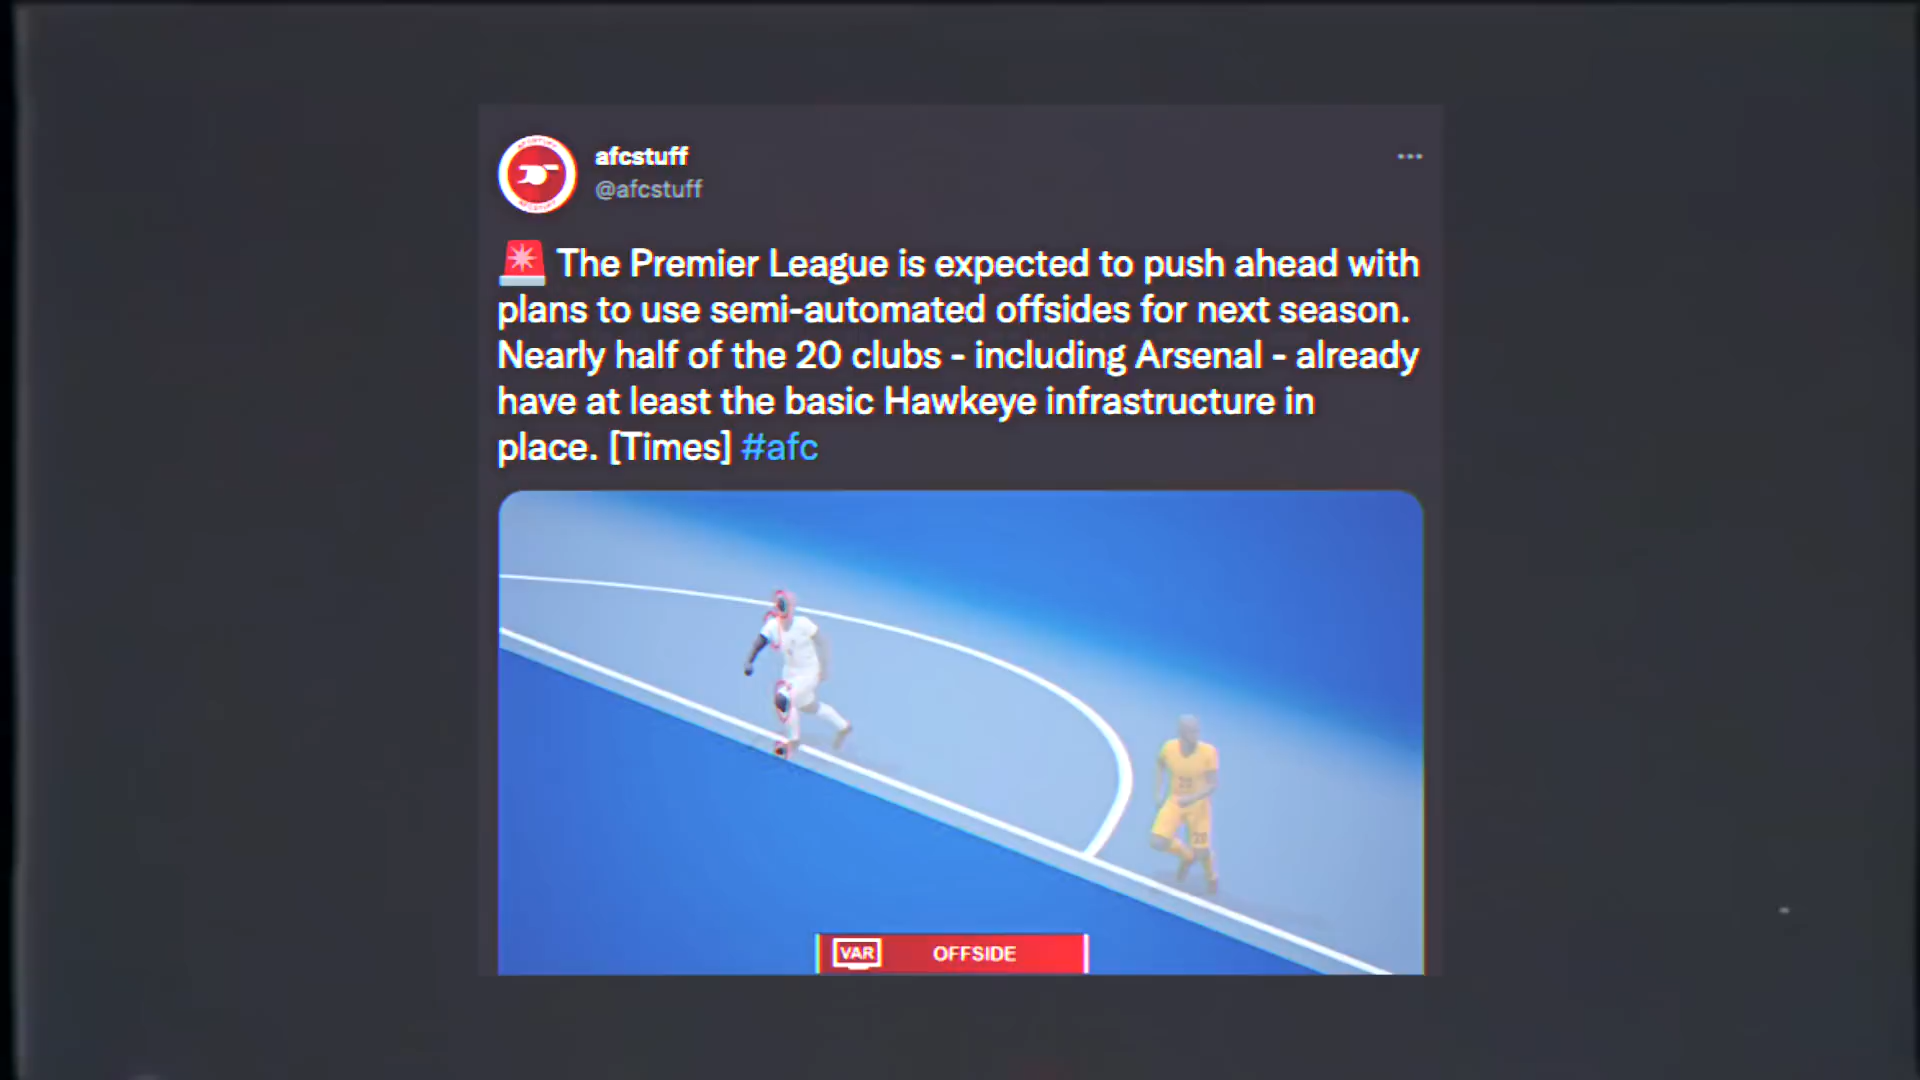 afcstuff
@afcstuff
🚨 The Premier League is expected to push ahead with
plans to use semi-automated offsides for next season.
Nearly half of the 20 clubs - including Arsenal - already
have at least the basic Hawkeye infrastructure in
place. [Times] #afc
20
VAR OFFSIDE